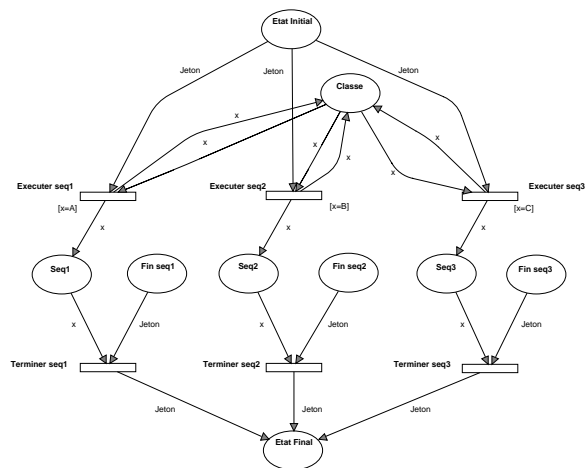 Etat Initial
Jeton
Jeton
Jeton
Classe
x
x
x
x
x
x
Executer seq1
Executer seq2
Executer seq3
[x=A]
[x=B]
[x=C]
x
x
x
Seq1
Fin seq1
Seq2
Fin seq2
Seq3
Fin seq3
x
Jeton
x
Jeton
x
Jeton
Terminer seq1
Terminer seq2
Terminer seq3
Jeton
Jeton
Jeton
Etat Final